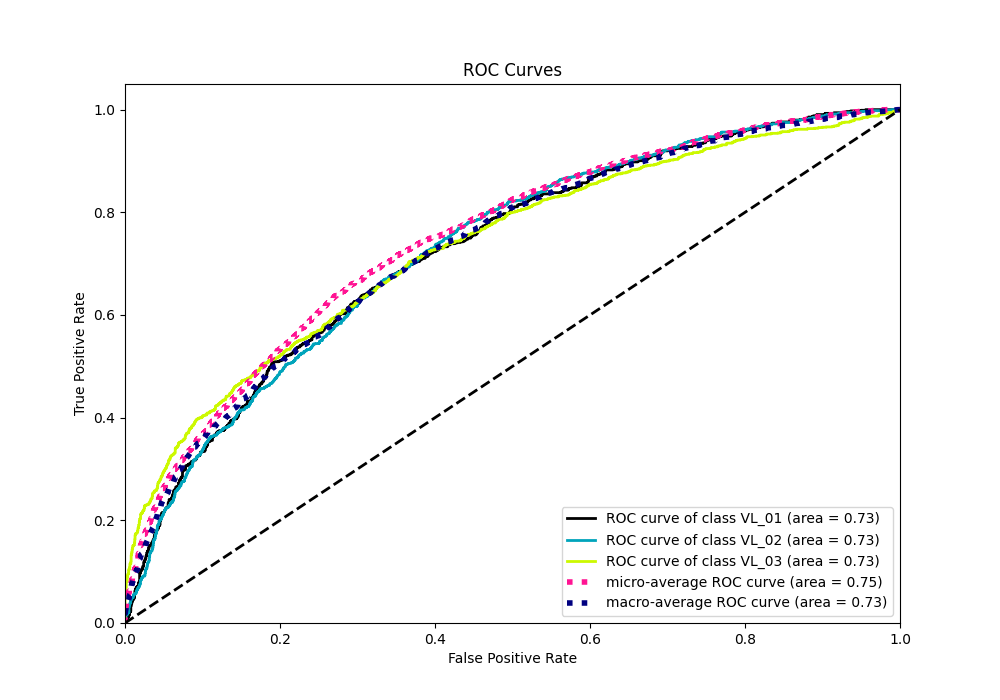 ROC Curves
True Positive Rate
1.0
0.8
0.6
0.4
0.2
0.0
ROC curve of class VL_01 (area = 0.73)
ROC curve of class VL_02 (area = 0.73)
ROC curve of class VL_03 (area = 0.73)
micro-average ROC curve (area = 0.75)
macro-average ROC curve (area = 0.73)
0.0 0.2 0.4 0.6 0.8 1.0
False Positive Rate